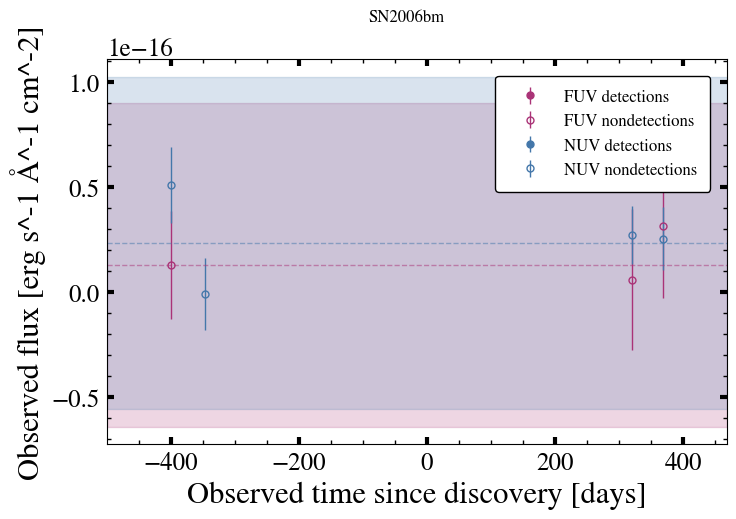 SN2006bm
1e−16
1.0
0.5
0.0
−0.5
Observed flux [erg s^-1 Å^-1 cm^-2]
FUV detections
FUV nondetections
NUV detections
NUV nondetections
−400
−200
0
200
400
Observed time since discovery [days]